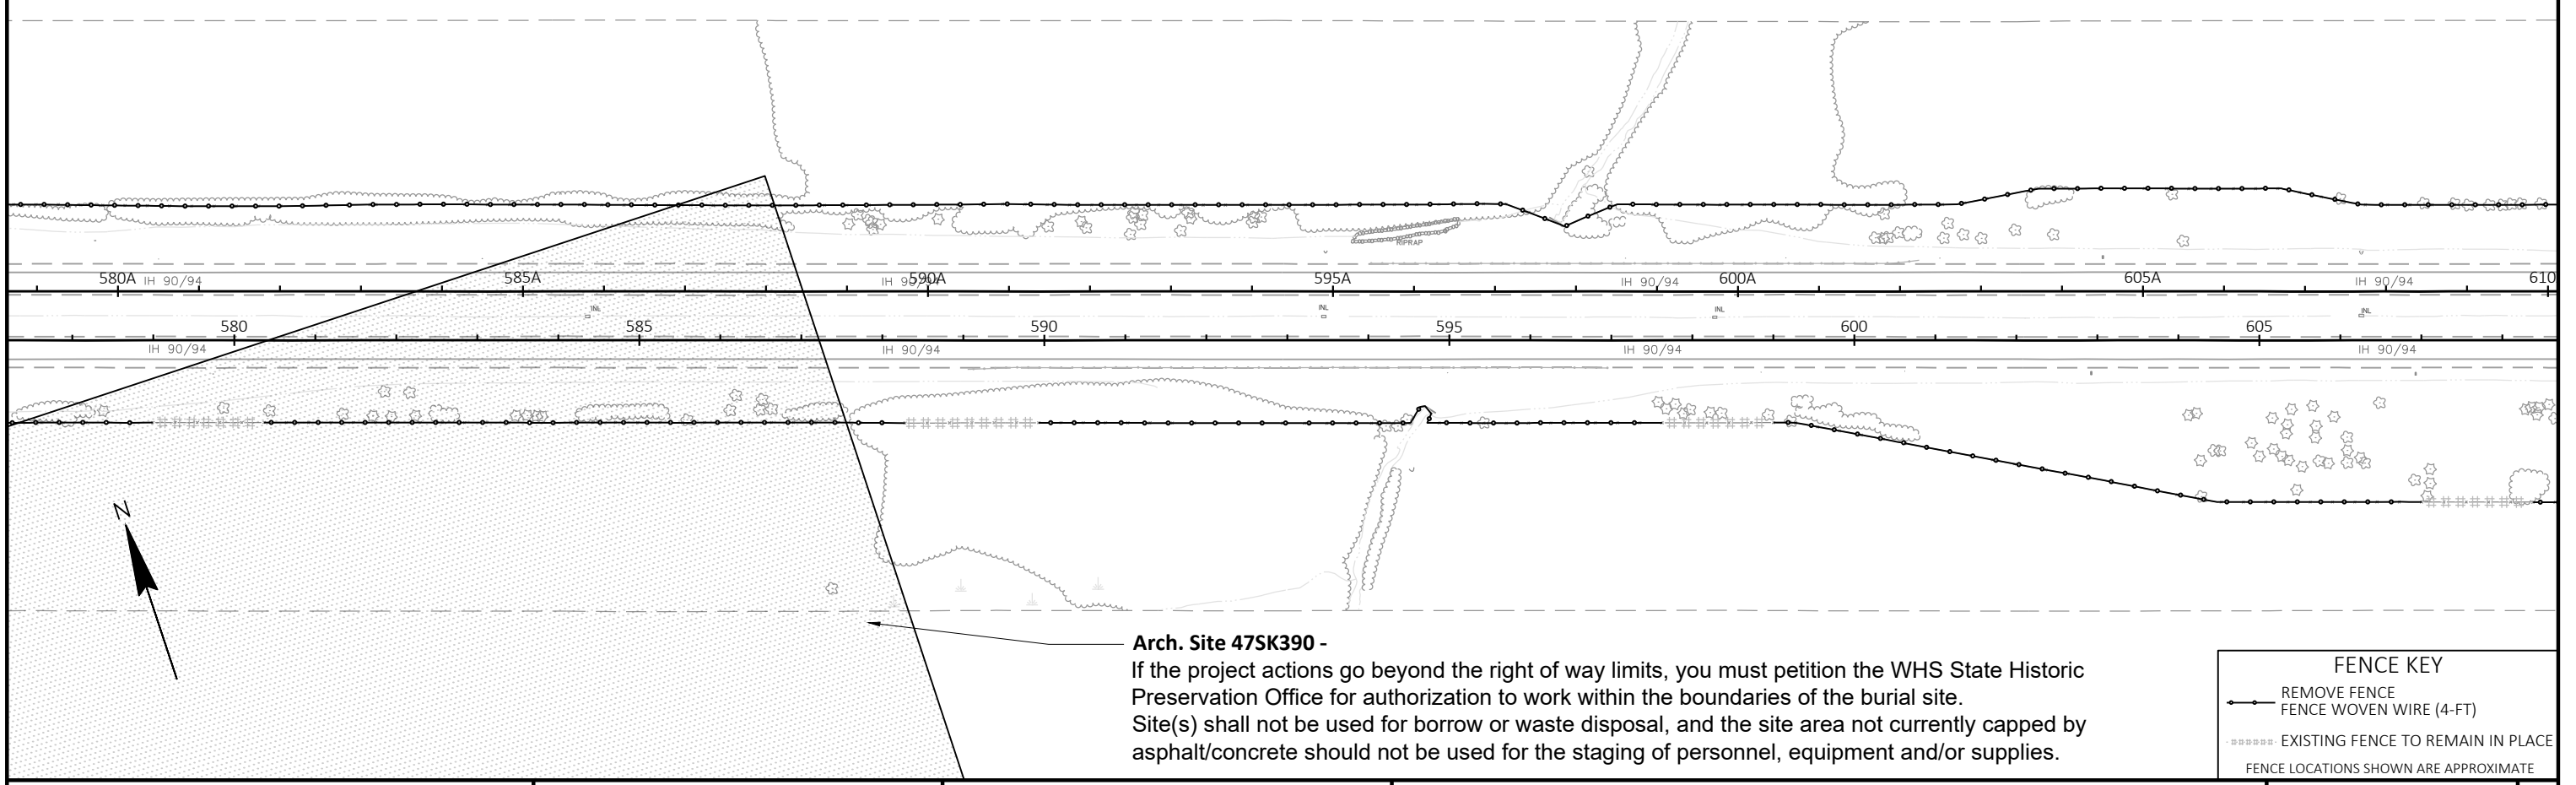 RIPRAP
580A
585A
590A
595A
600A
605A
610
IH 90/94
IH 90/94
IH 90/94
IH 90/94
INL
INL
INL
INL
580
585
590
595
600
605
IH 90/94
IH 90/94
IH 90/94
IH 90/94
N
Arch. Site 47SK390 -
If the project actions go beyond the right of way limits, you must petition the WHS State Historic
Preservation Office for authorization to work within the boundaries of the burial site.
Site(s) shall not be used for borrow or waste disposal, and the site area not currently capped by
asphalt/concrete should not be used for the staging of personnel, equipment and/or supplies.
FENCE KEY
REMOVE FENCE
FENCE WOVEN WIRE (4-FT)
EXISTING FENCE TO REMAIN IN PLACE
FENCE LOCATIONS SHOWN ARE APPROXIMATE